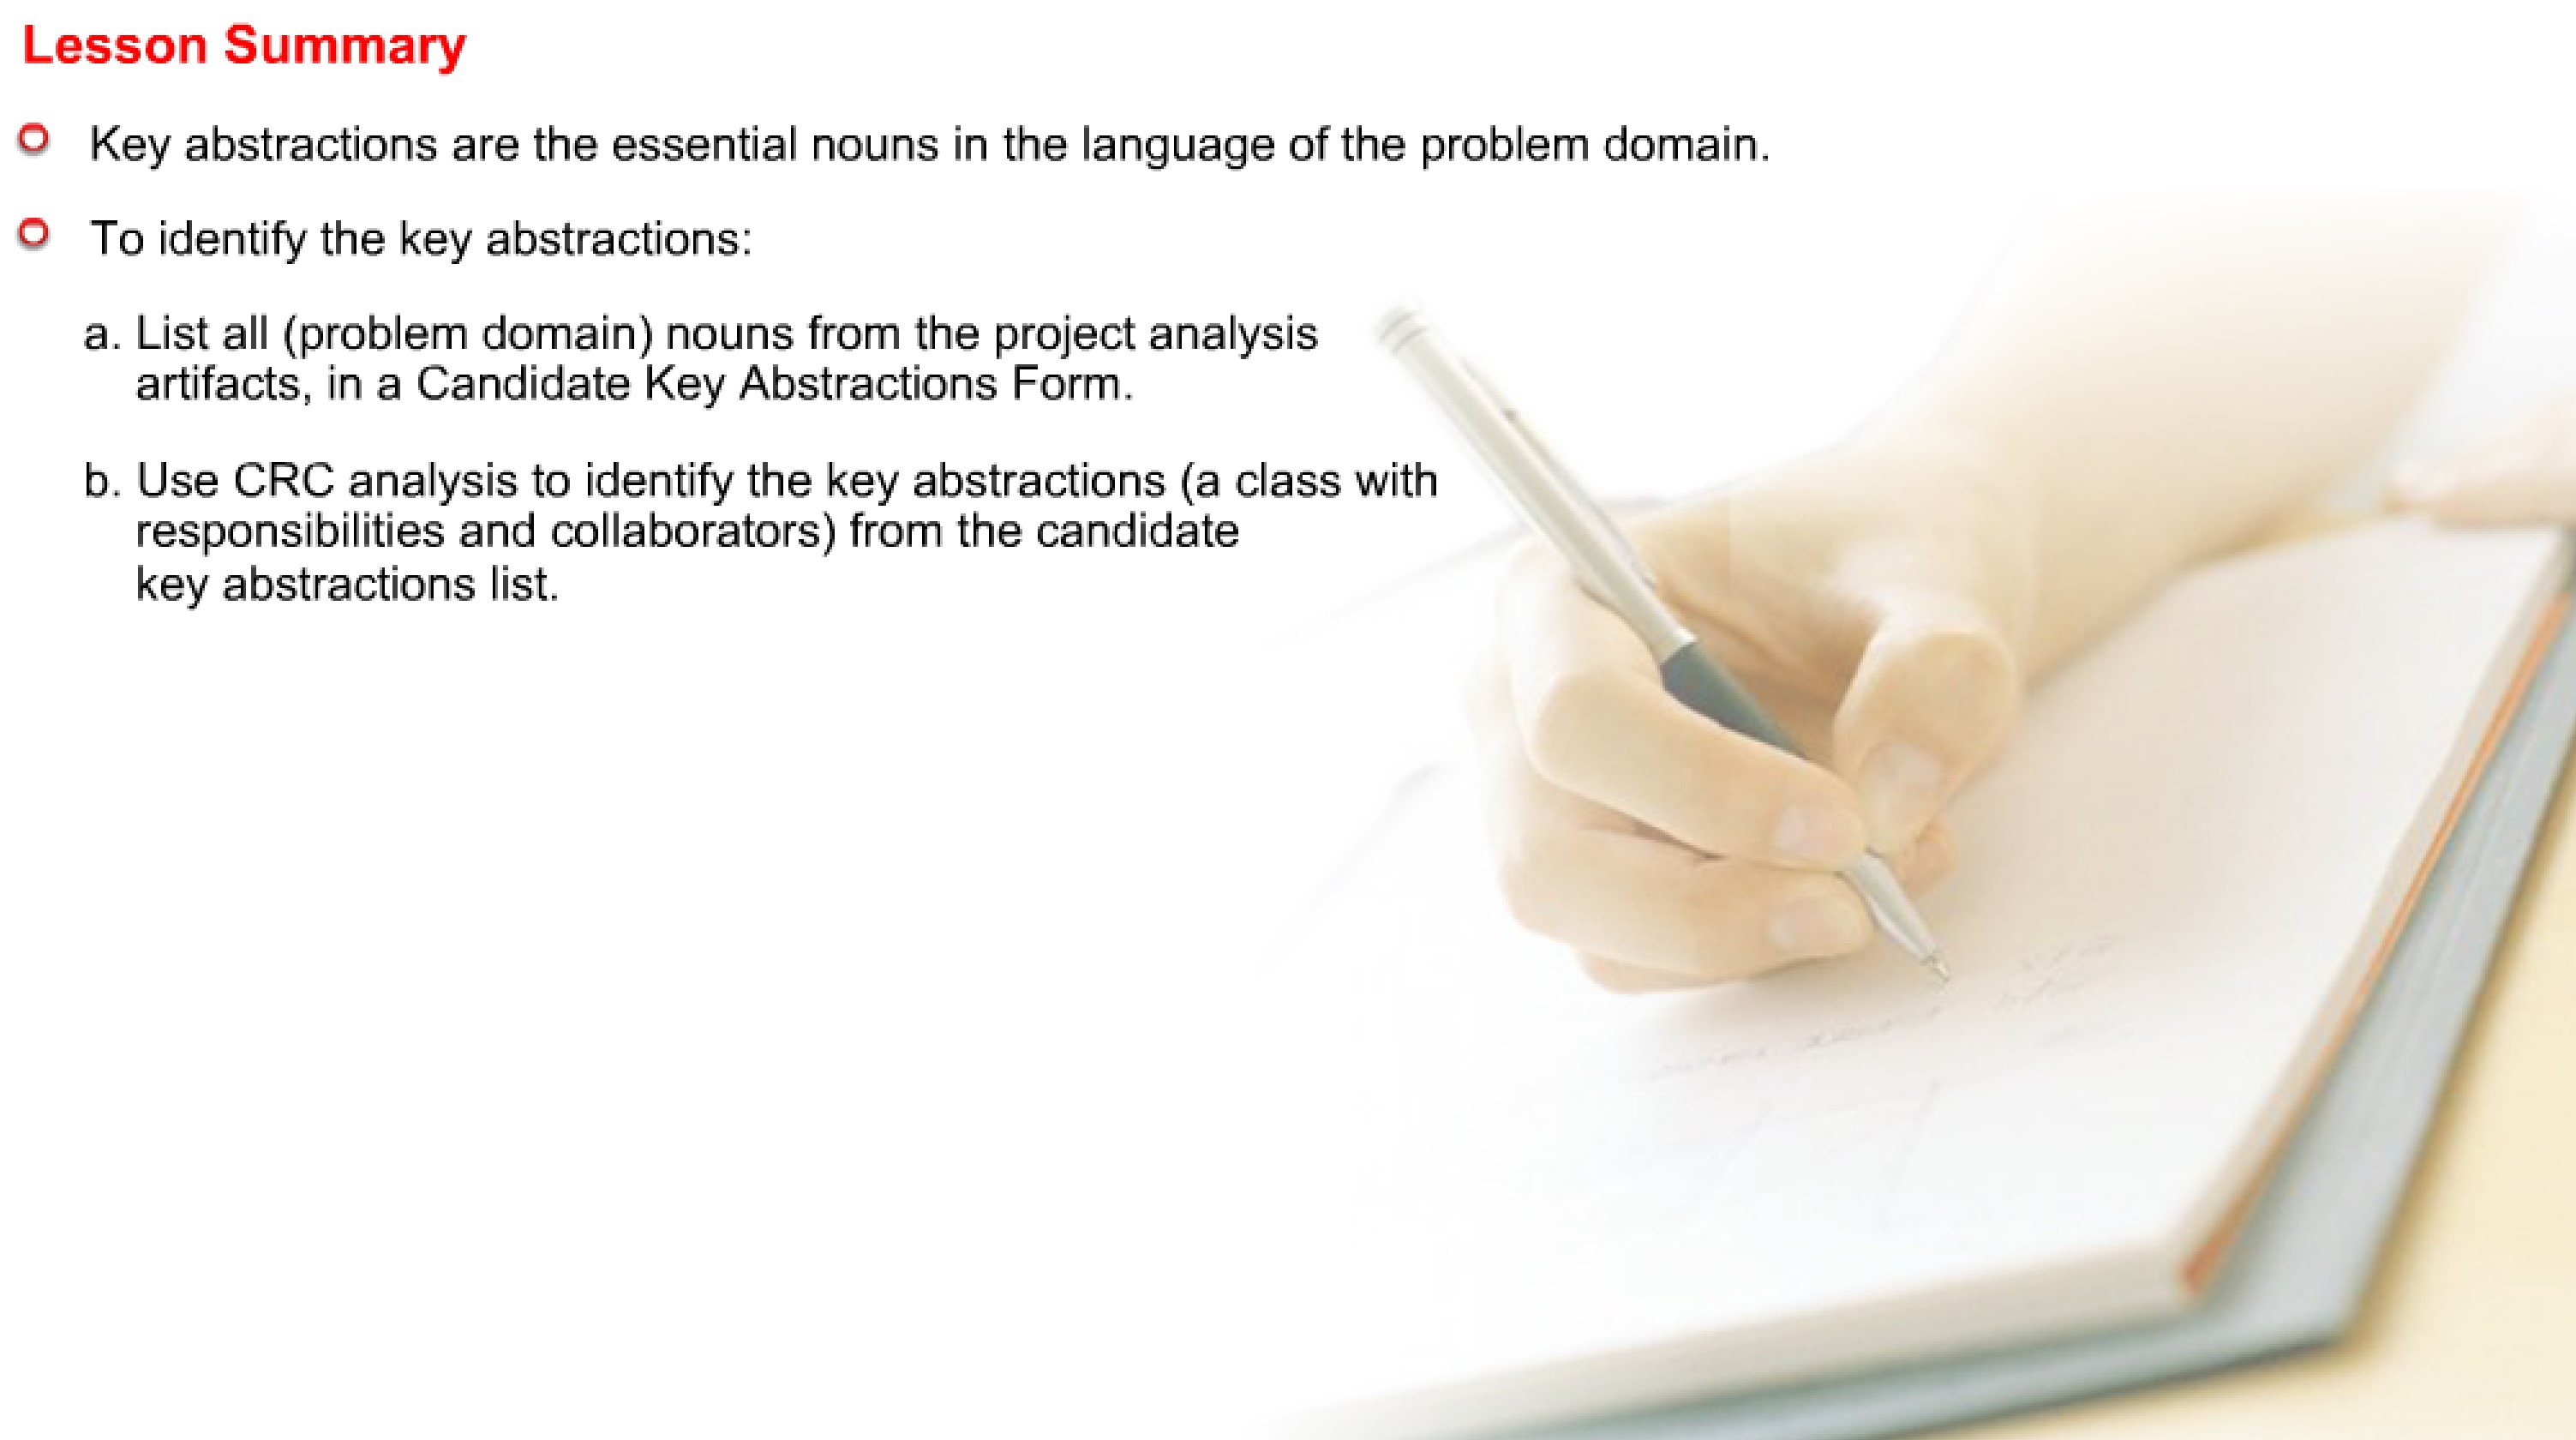 Lesson Summary
Key abstractions are the essential nouns in the language of the problem domain.
To identify the key abstractions:
a. List all (problem domain) nouns from the project analysis
artifacts, in a Candidate Key Abstractions Form.
b. Use CRC analysis to identify the key abstractions (a class with
responsibilities and collaborators) from the candidate
key abstractions list.